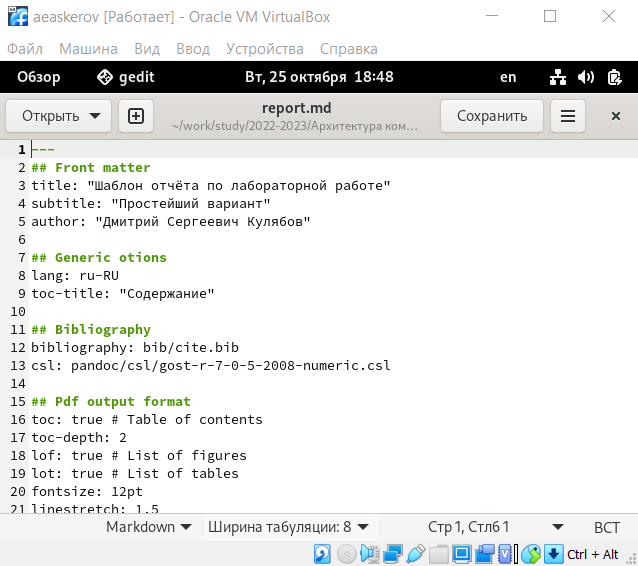 aeaskerov [Работает] - Oracle VM VirtualBox
Файл Машина Вид Ввод Устройства Справка
Обзор gedit Вт, 25 октября 18:48 en
Открыть report.md Сохранить
~/work/study/2022-2023/Архитектура ком…
1 ---
2 ## Front matter
3 title: "Шаблон отчёта по лабораторной работе"
4 subtitle: "Простейший вариант"
5 author: "Дмитрий Сергеевич Кулябов"
6
7 ## Generic otions
8 lang: ru-RU
9 toc-title: "Содержание"
10
11 ## Bibliography
12 bibliography: bib/cite.bib
13 csl: pandoc/csl/gost-r-7-0-5-2008-numeric.csl
14
15 ## Pdf output format
16 toc: true # Table of contents
17 toc-depth: 2
18 lof: true # List of figures
19 lot: true # List of tables
20 fontsize: 12pt
21 linestretch: 1.5
Markdown Ширина табуляции: 8 Стр 1, Стлб 1 ВСТ
Ctrl + Alt